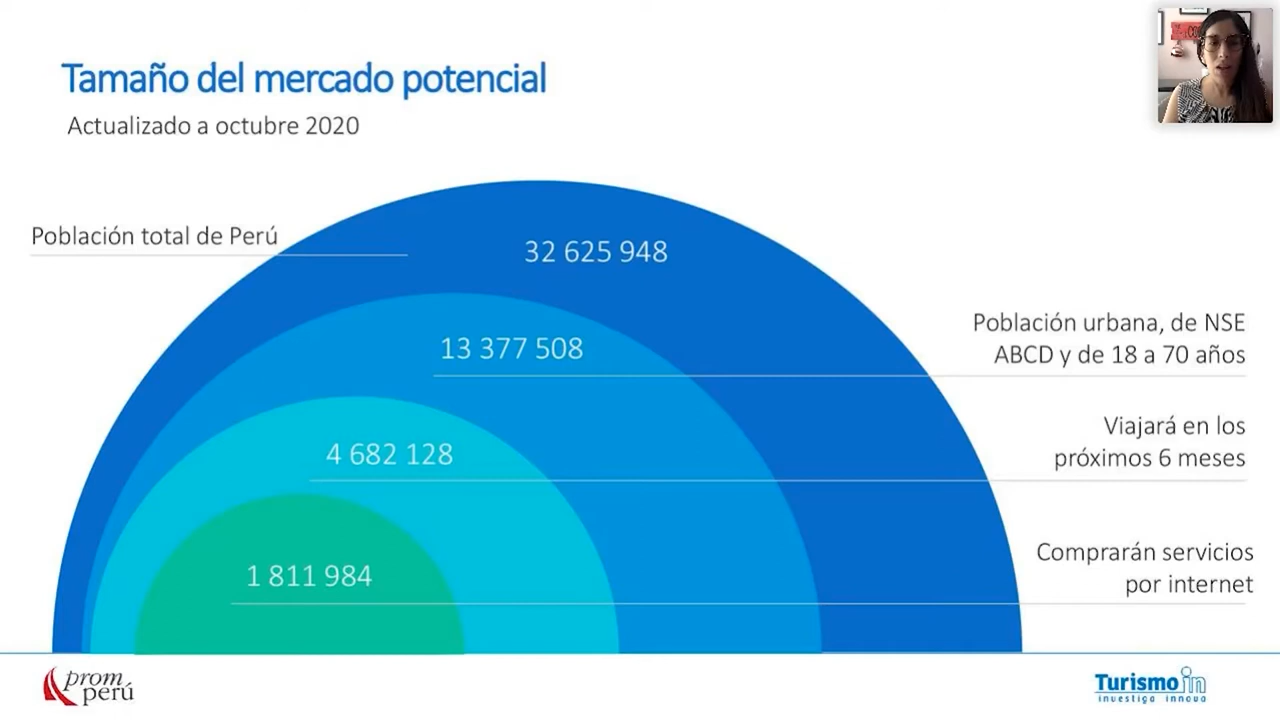 Tamaño del mercado potencial
Actualizado a octubre 2020
Población total de Perú
32 625 948
13 377 508
Población urbana, de NSE
ABCD y de 18 a 70 años
4 682 128
Viajará en los
próximos 6 meses
1 811 984
Comprarán servicios
por internet
prom
perú
Turismo in
investiga innova